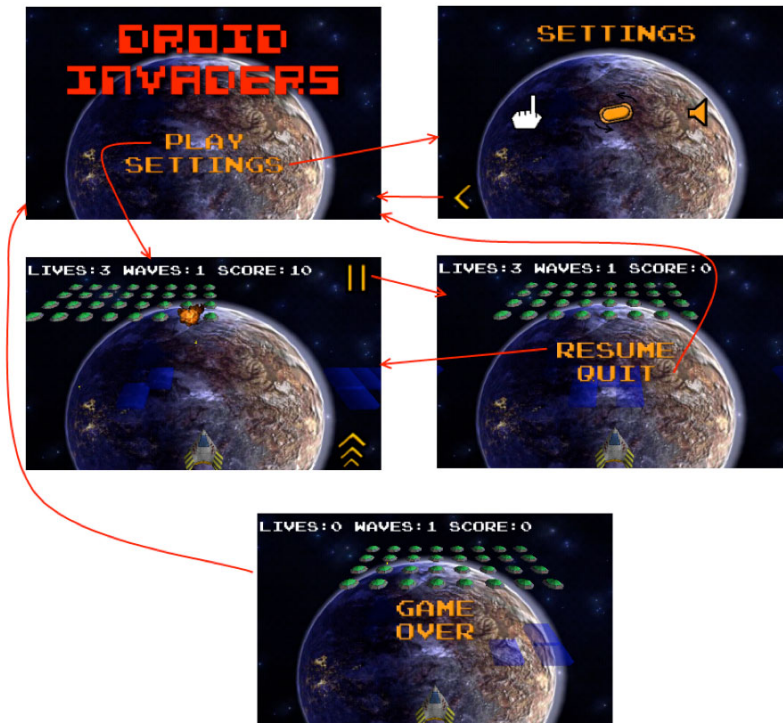 DROID
INVADERS
PLAY
SETTINGS
SETTINGS
LIVES:3 WAVES:1 SCORE:10
LIVES:3 WAVES:1 SCORE:0
RESUME
QUIT
LIVES:0 WAVES:1 SCORE:0
GAME
OVER